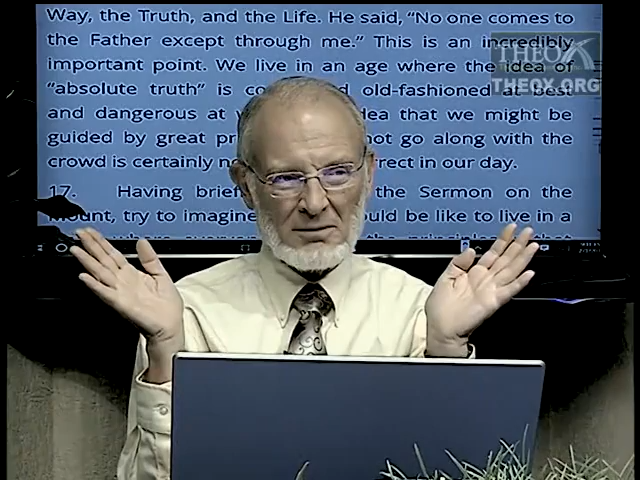 Way, the Truth, and the Life. He said, "No one comes to
the Father except through me." This is an incredibly
important point. We live in an age where the idea of
"absolute truth" is old-fashioned at best
and dangerous at idea that we might be
guided by great not go along with the
crowd is certainly in our day.
17. Having the Sermon on the
Mount, try to imagine be like to live in a
THEOX
THEOX.ORG